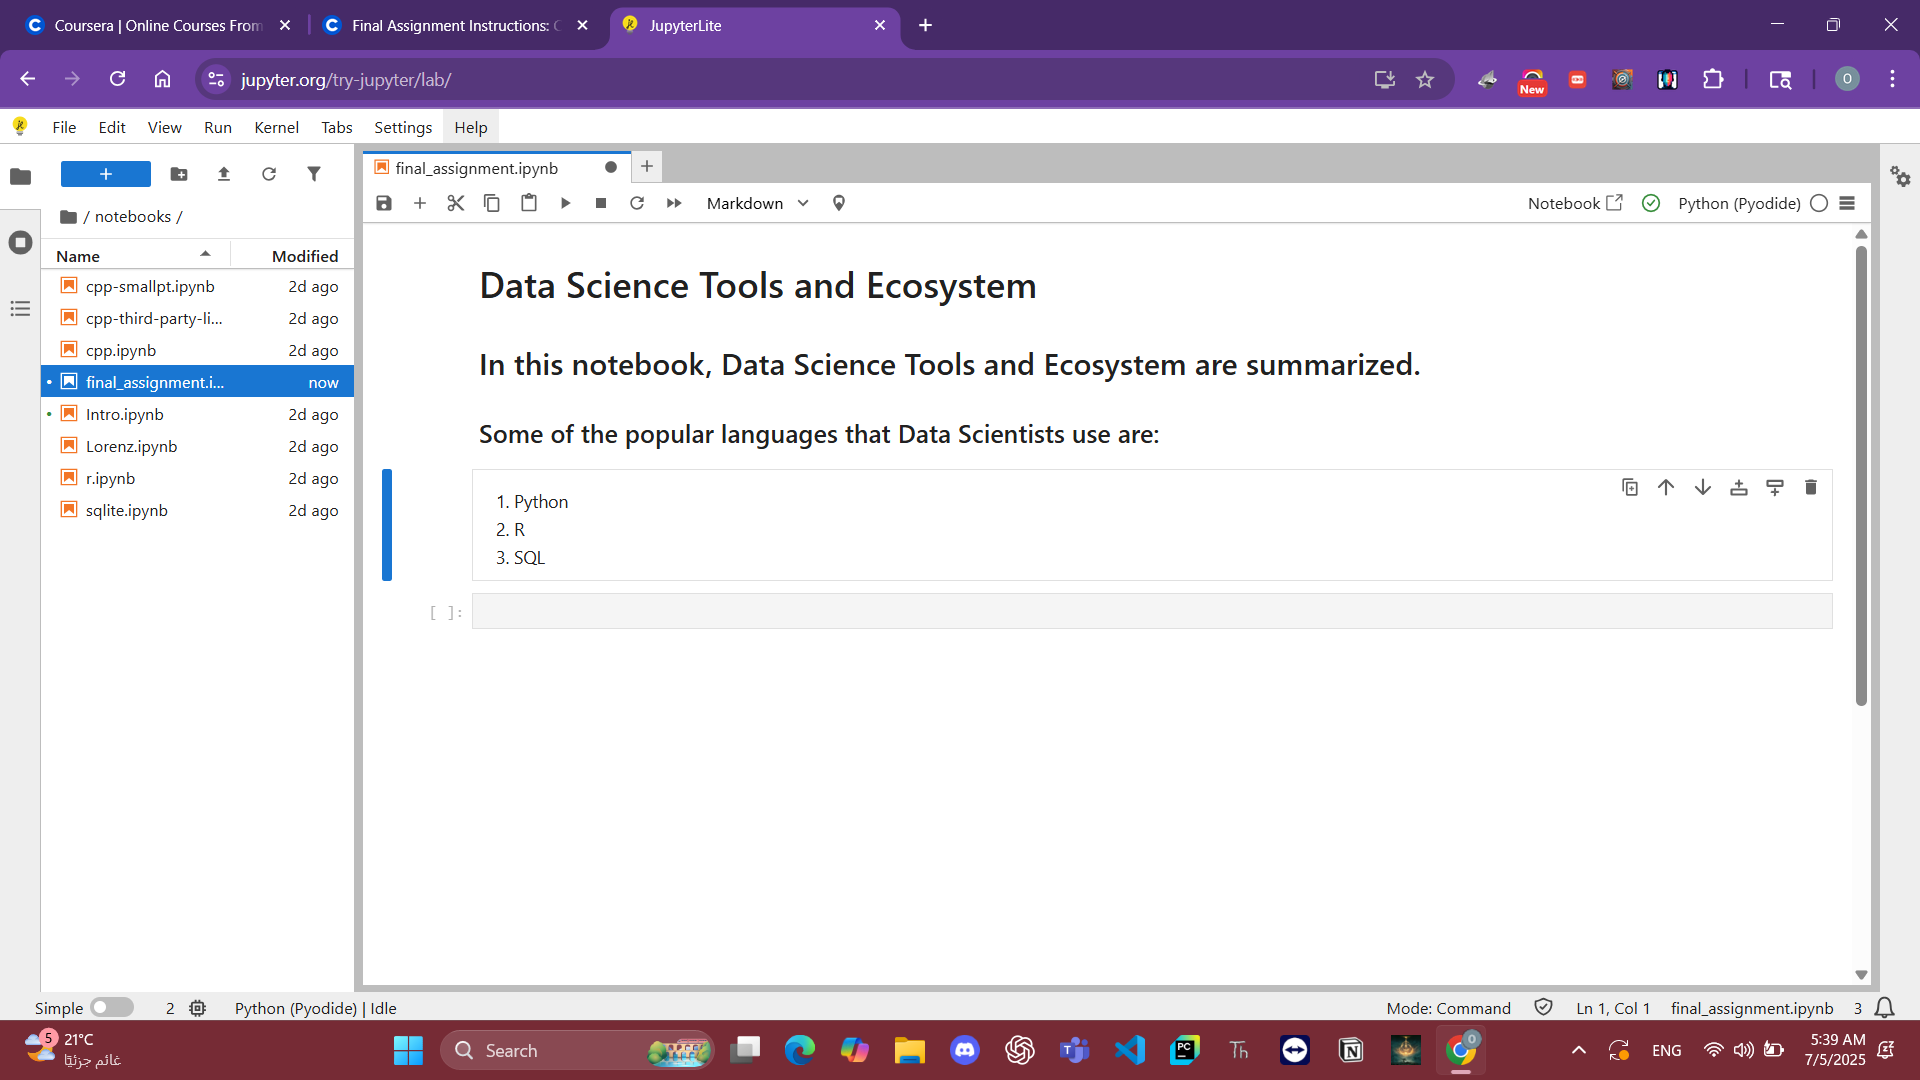 Coursera | Online Courses From
Final Assignment Instructions: C
JupyterLite
jupyter.org/try-jupyter/lab/
New
O
File Edit View Run Kernel Tabs Settings Help
+
/ notebooks /
Name Modified
cpp-smallpt.ipynb 2d ago
cpp-third-party-li... 2d ago
cpp.ipynb 2d ago
final_assignment.i... now
Intro.ipynb 2d ago
Lorenz.ipynb 2d ago
r.ipynb 2d ago
sqlite.ipynb 2d ago
final_assignment.ipynb
Markdown
Notebook
Python (Pyodide)
Data Science Tools and Ecosystem
In this notebook, Data Science Tools and Ecosystem are summarized.
Some of the popular languages that Data Scientists use are:
1. Python
2. R
3. SQL
[ ]:
Simple 2 Python (Pyodide) | Idle
Mode: Command Ln 1, Col 1 final_assignment.ipynb 3
5
21°C
غائم جزئيًا
Search
PC
Th
N
0
ENG
5:39 AM
7/5/2025